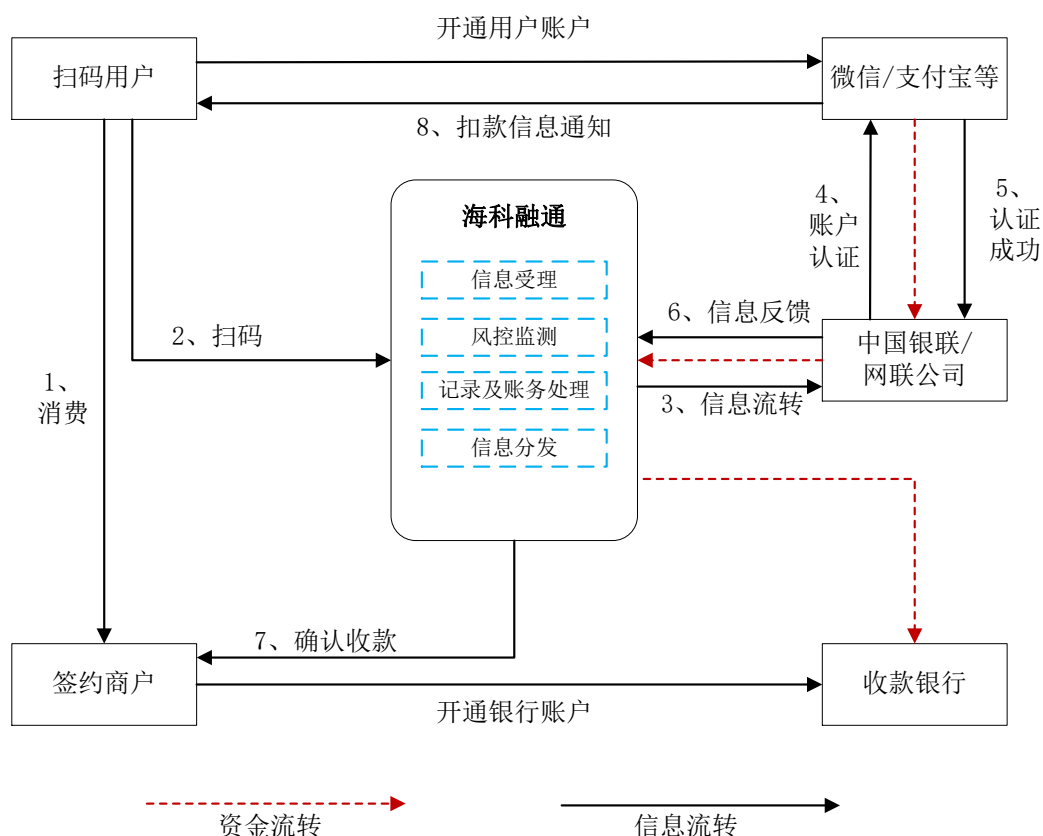 开通用户账户
扫码用户
微信/支付宝等
8、扣款信息通知
海科融通
4、
账户
认证
5、
认证
成功
信息受理
6、信息反馈
2、扫码
风控监测
中国银联/
网联公司
1、
消费
记录及账务处理
3、信息流转
信息分发
7、确认收款
签约商户
收款银行
开通银行账户
资金流转
信息流转